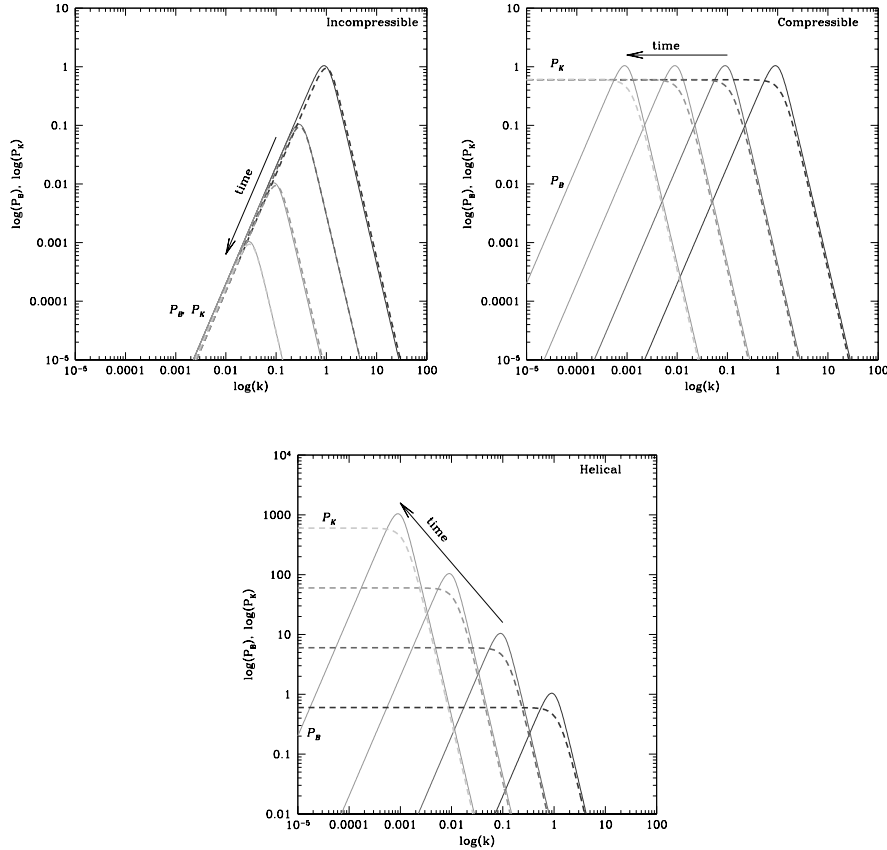 Incompressible
10
1
0.1
0.01
0.001
0.0001
10⁻⁵
log(P_B), log(P_K)
time
P_B, P_K
10⁻⁵ 0.0001 0.001 0.01 0.1 1 10 100
log(k)
Compressible
10
1
0.1
0.01
0.001
0.0001
10⁻⁵
log(P_B), log(P_K)
time
P_K
P_B
10⁻⁵ 0.0001 0.001 0.01 0.1 1 10 100
log(k)
Helical
10⁴
1000
100
10
1
0.1
0.01
log(P_B), log(P_K)
time
P_K
P_B
10⁻⁵ 0.0001 0.001 0.01 0.1 1 10 100
log(k)